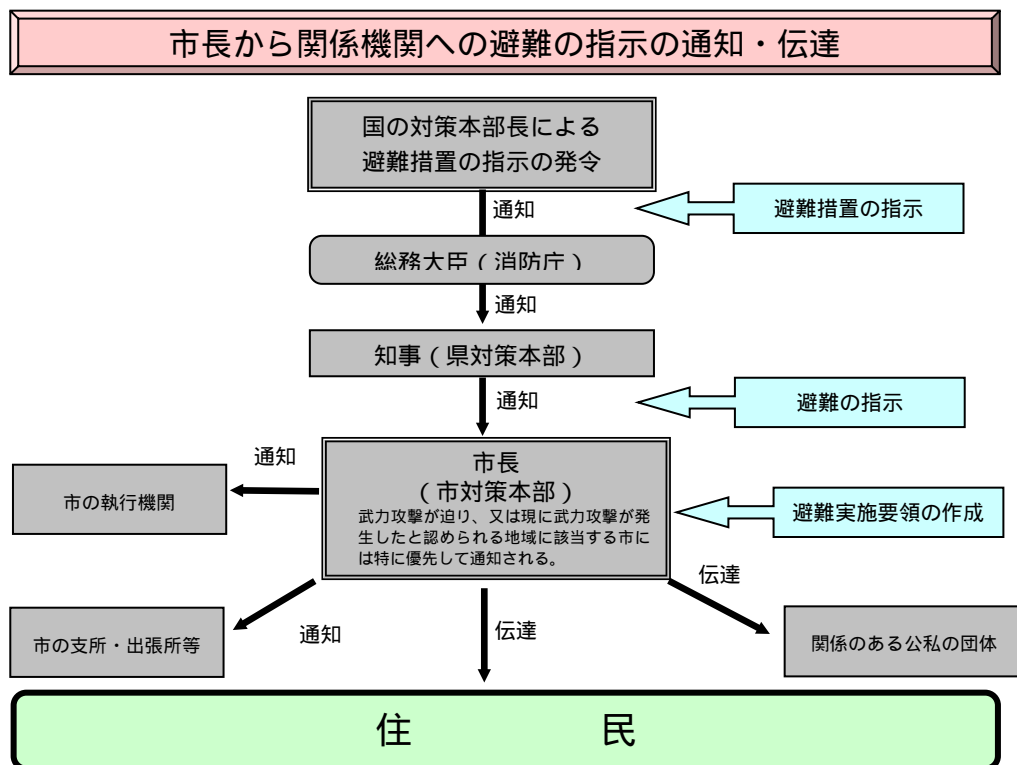 市長から関係機関への避難の指示の通知・伝達
国の対策本部長による
避難措置の指示の発令
通知
避難措置の指示
総務大臣（消防庁）
通知
知事（県対策本部）
通知
避難の指示
通知
市長
（市対策本部）
武力攻撃が迫り、又は現に武力攻撃が発
生したと認められる地域に該当する市に
は特に優先して通知される。
市の執行機関
避難実施要領の作成
伝達
市の支所・出張所等
通知
伝達
関係のある公私の団体
住　民